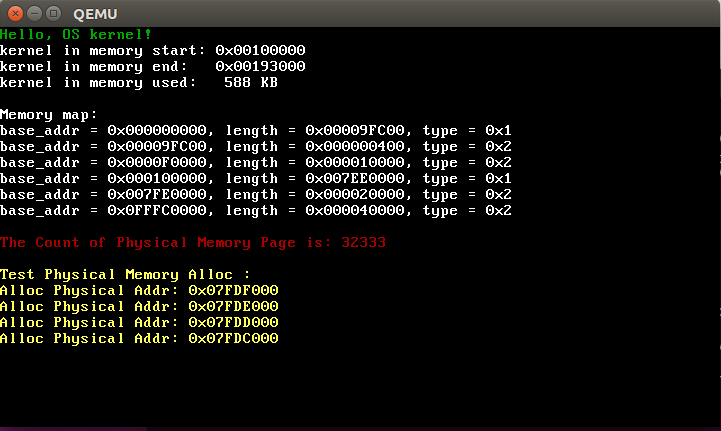 QEMU
Hello, OS kernel!
kernel in memory start: 0x00100000
kernel in memory end:   0x00193000
kernel in memory used:   588 KB
Memory map:
base_addr = 0x000000000, length = 0x00009FC00, type = 0x1
base_addr = 0x00009FC00, length = 0x000000400, type = 0x2
base_addr = 0x0000F0000, length = 0x000010000, type = 0x2
base_addr = 0x000100000, length = 0x007EE0000, type = 0x1
base_addr = 0x007FE0000, length = 0x000020000, type = 0x2
base_addr = 0x0FFFC0000, length = 0x000040000, type = 0x2
The Count of Physical Memory Page is: 32333
Test Physical Memory Alloc :
Alloc Physical Addr: 0x07FDF000
Alloc Physical Addr: 0x07FDE000
Alloc Physical Addr: 0x07FDD000
Alloc Physical Addr: 0x07FDC000